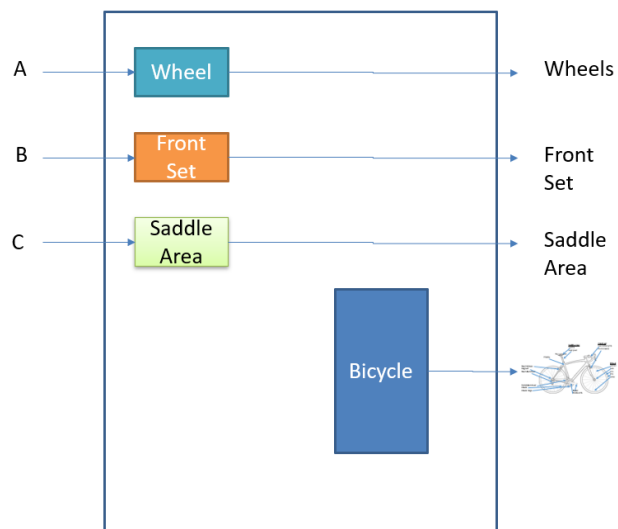 A
Wheel
Wheels
B
Front
Set
Front
Set
C
Saddle
Area
Saddle
Area
Bicycle